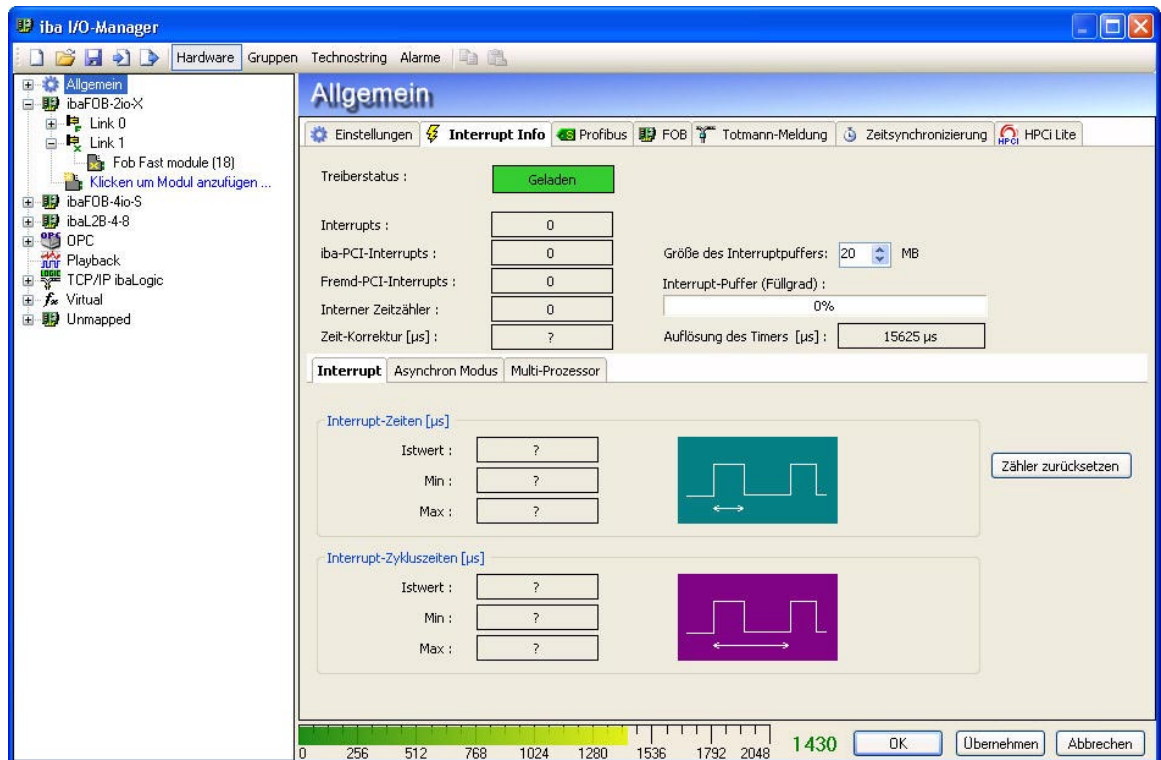 iba I/O-Manager
Hardware Gruppen Technostring Alarme
Allgemein
ibaFOB-2io-X
Link 0
Link 1
Fob Fast module (18)
Klicken um Modul anzufügen ...
ibaFOB-4io-S
ibaL2B-4-8
OPC
Playback
TCP/IP ibaLogic
Virtual
Unmapped
Allgemein
Einstellungen Interrupt Info Profibus FOB Totmann-Meldung Zeitsynchronizierung HPCi Lite
Treiberstatus : Geladen
Interrupts : 0
iba-PCI-Interrupts : 0 Größe des Interruptpuffers: 20 MB
Fremd-PCI-Interrupts : 0 Interrupt-Puffer (Füllgrad) :
Interner Zeitzähler : 0 0%
Zeit-Korrektur [µs] : ? Auflösung des Timers [µs] : 15625 µs
Interrupt Asynchron Modus Multi-Prozessor
Interrupt-Zeiten [µs]
Istwert : ?
Min : ?
Max : ?
Zähler zurücksetzen
Interrupt-Zykluszeiten [µs]
Istwert : ?
Min : ?
Max : ?
0 256 512 768 1024 1280 1536 1792 2048 1430 OK Übernehmen Abbrechen